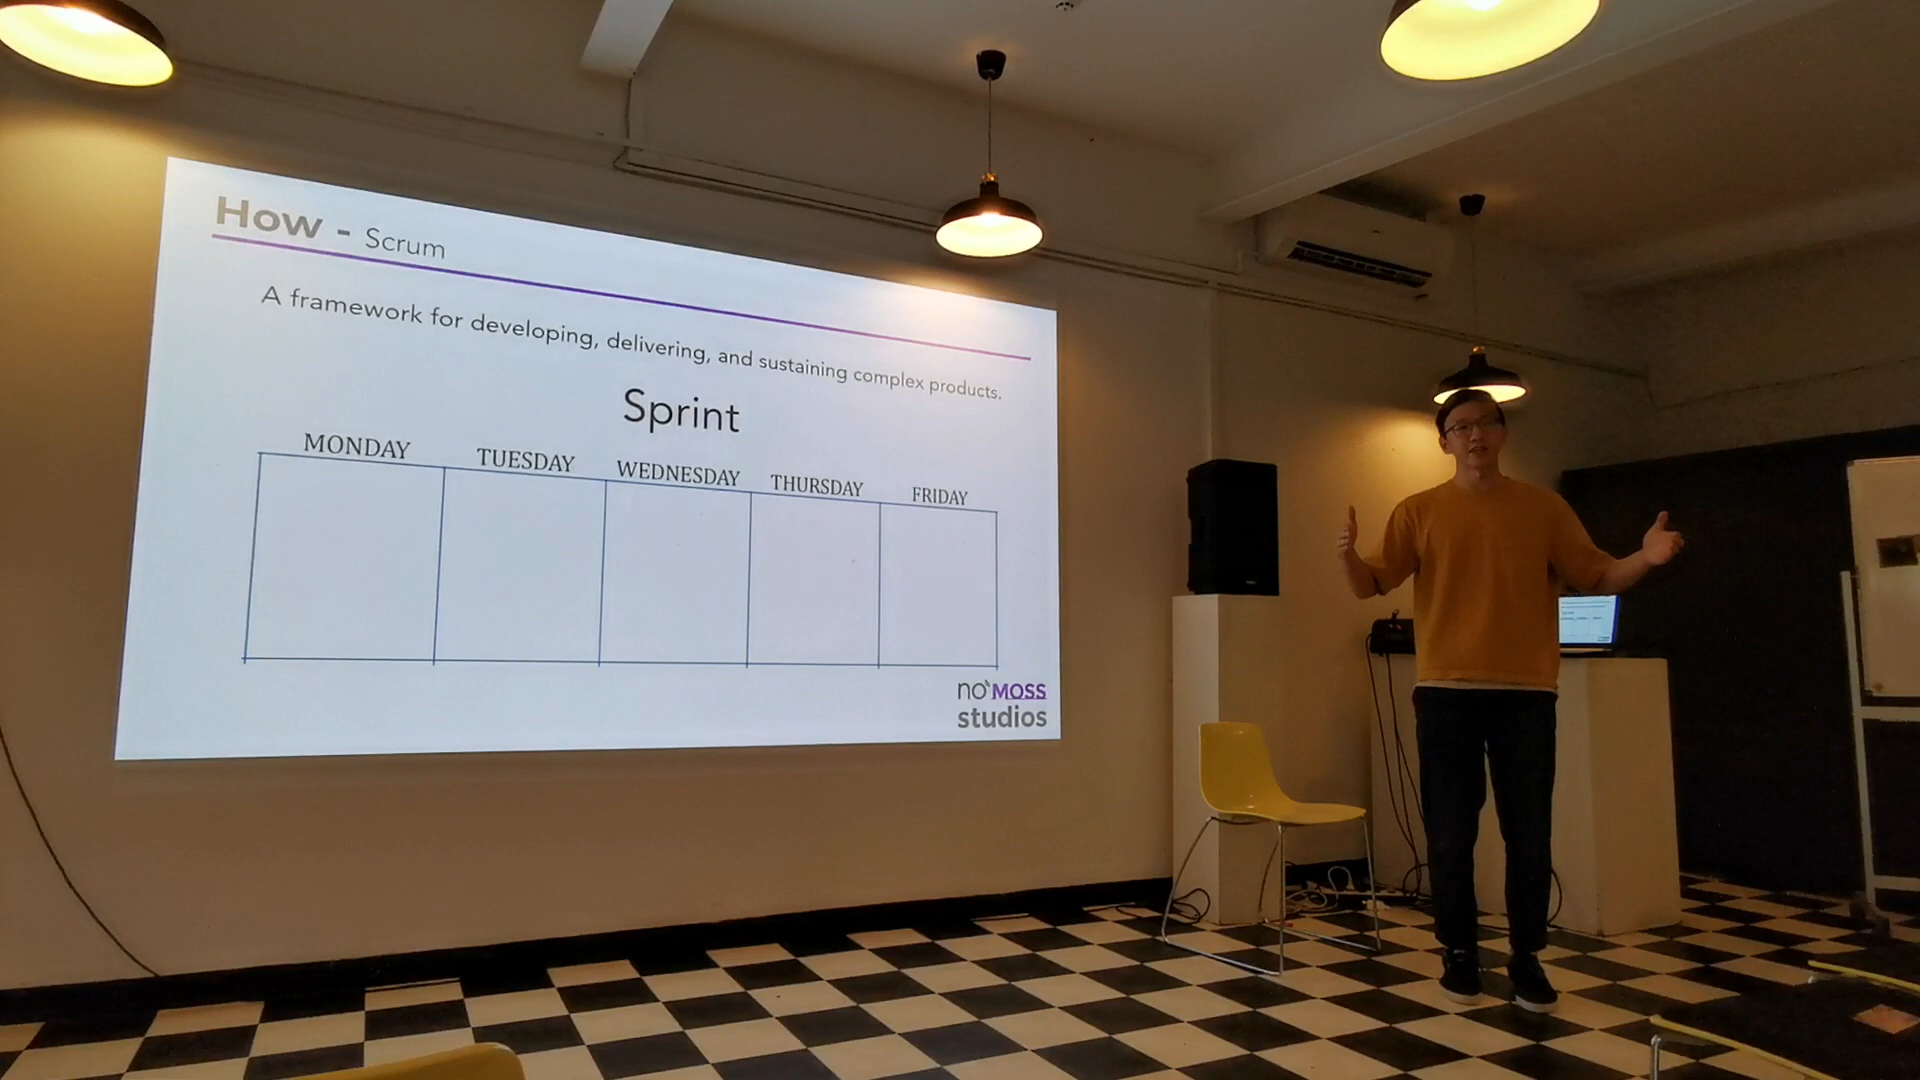 How - Scrum
A framework for developing, delivering, and sustaining complex products.
Sprint
MONDAY TUESDAY WEDNESDAY THURSDAY FRIDAY
no`MOSS
studios